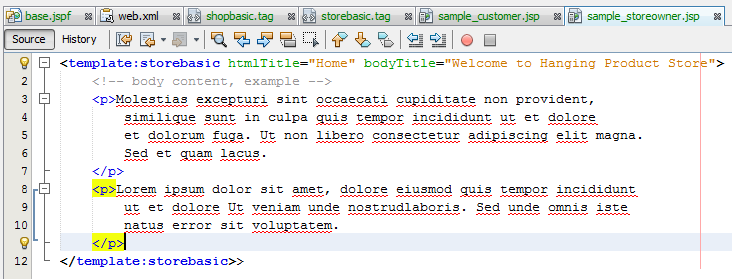 base.jspf web.xml shopbasic.tag storebasic.tag sample_customer.jsp sample_storeowner.jsp
Source History
<template:storebasic htmlTitle="Home" bodyTitle="Welcome to Hanging Product Store">
2 <!-- body content, example -->
3 <p>Molestias excepturi sint occaecati cupiditate non provident,
4 similique sunt in culpa quis tempor incididunt ut et dolore
5 et dolorum fuga. Ut non libero consectetur adipiscing elit magna.
6 Sed et quam lacus.
7 </p>
8 <p>Lorem ipsum dolor sit amet, dolore eiusmod quis tempor incididunt
9 ut et dolore Ut veniam unde nostrudlaboris. Sed unde omnis iste
10 natus error sit voluptatem.
</p>
12 </template:storebasic>>